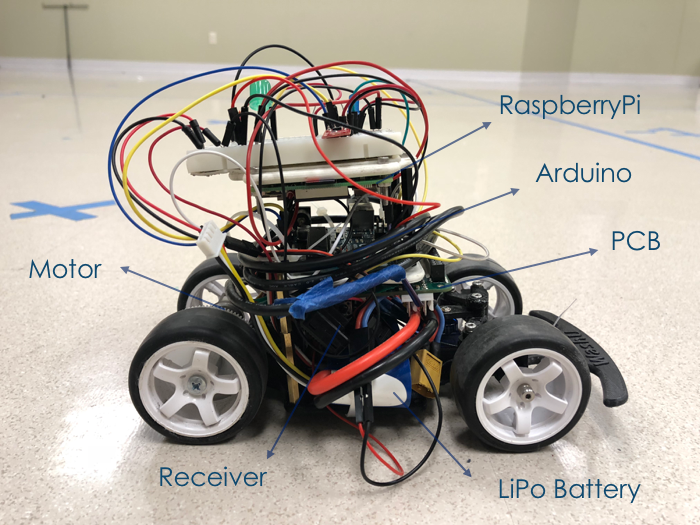 RaspberryPi
Arduino
PCB
Motor
Receiver
LiPo Battery